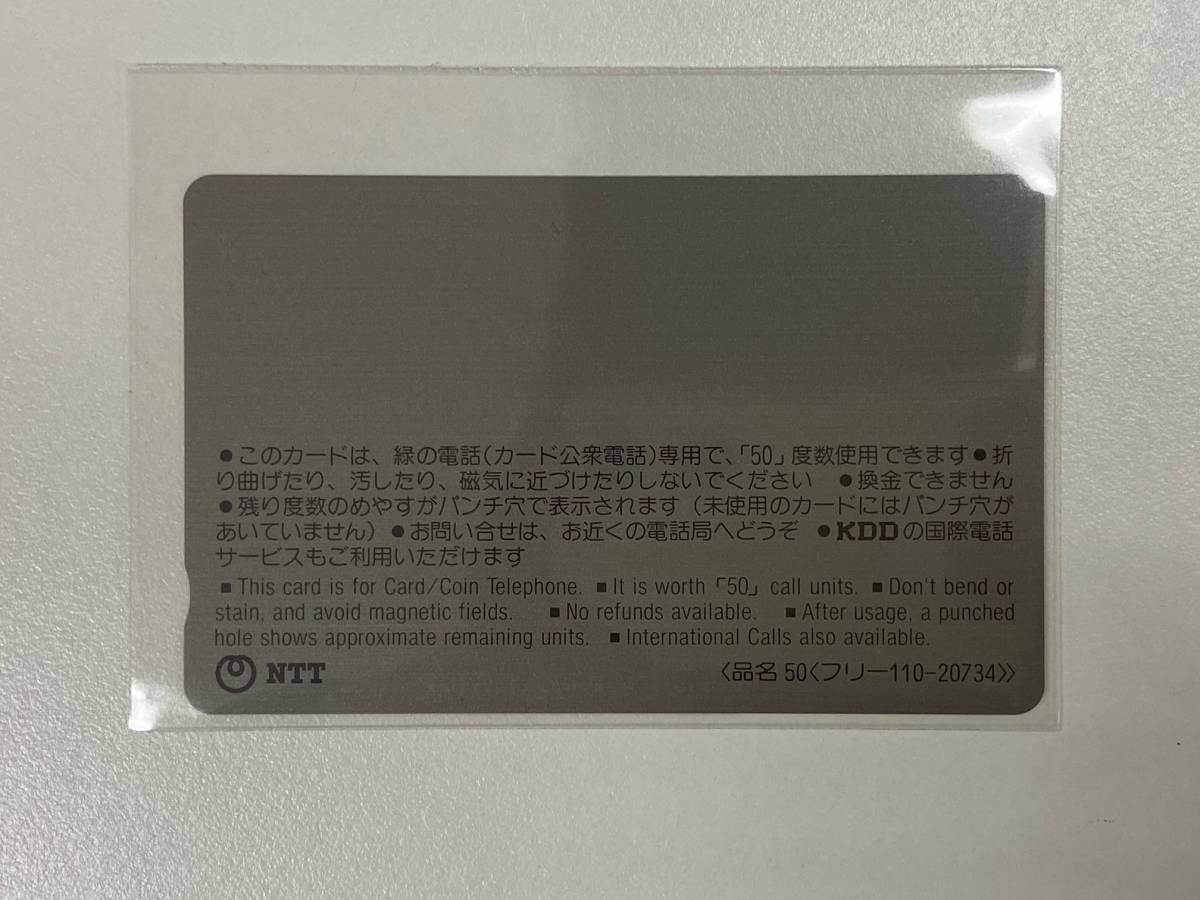 ●このカードは、緑の電話(カード公衆電話)専用で、「50」度数使用できます●折
り曲げたり、汚したり、磁気に近づけたりしないでください ●換金できません
●残り度数のめやすがパンチ穴で表示されます(未使用のカードにはパンチ穴が
あいていません)●お問い合せは、お近くの電話局へどうぞ ●KDDの国際電話
サービスもご利用いただけます
■ This card is for Card/Coin Telephone. ■ It is worth「50」call units. ■ Don't bend or
stain, and avoid magnetic fields. ■ No refunds available. ■ After usage, a punched
hole shows approximate remaining units. ■ International Calls also available.
NTT 〈品名 50〈フリー110-20734〉〉